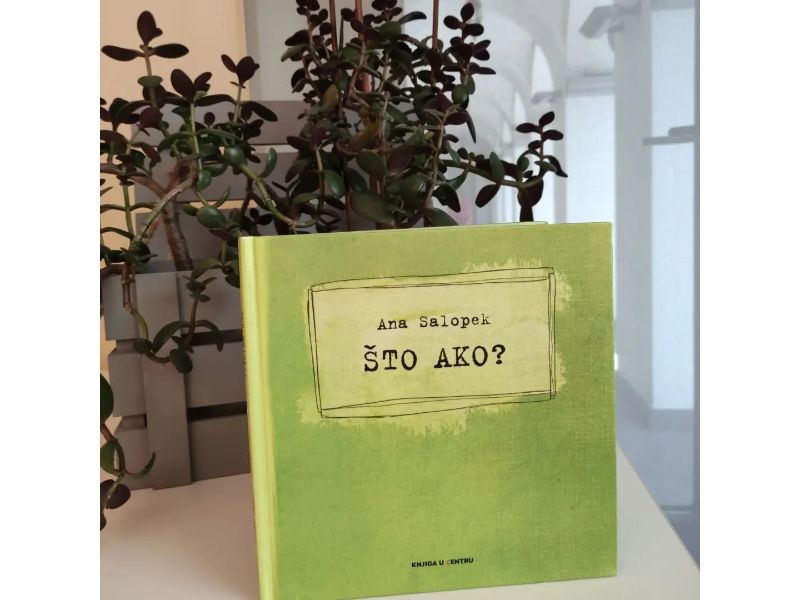 Ana Salopek
ŠTO AKO?
KNJIGA U CENTRU